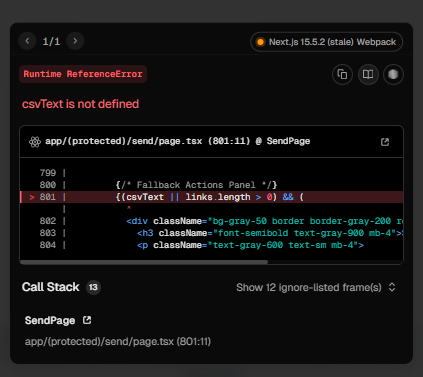 1/1
Next.js 15.5.2 (stale) Webpack
Runtime ReferenceError
csvText is not defined
app/(protected)/send/page.tsx (801:11) @ SendPage
799 |
800 | {/* Fallback Actions Panel */}
> 801 | {(csvText || links.length > 0) && (
| ^
802 | <div className="bg-gray-50 border border-gray-200 ro
803 | <h3 className="font-semibold text-gray-900 mb-4">
804 | <p className="text-gray-600 text-sm mb-4">
Call Stack 13
Show 12 ignore-listed frame(s)
SendPage
app/(protected)/send/page.tsx (801:11)